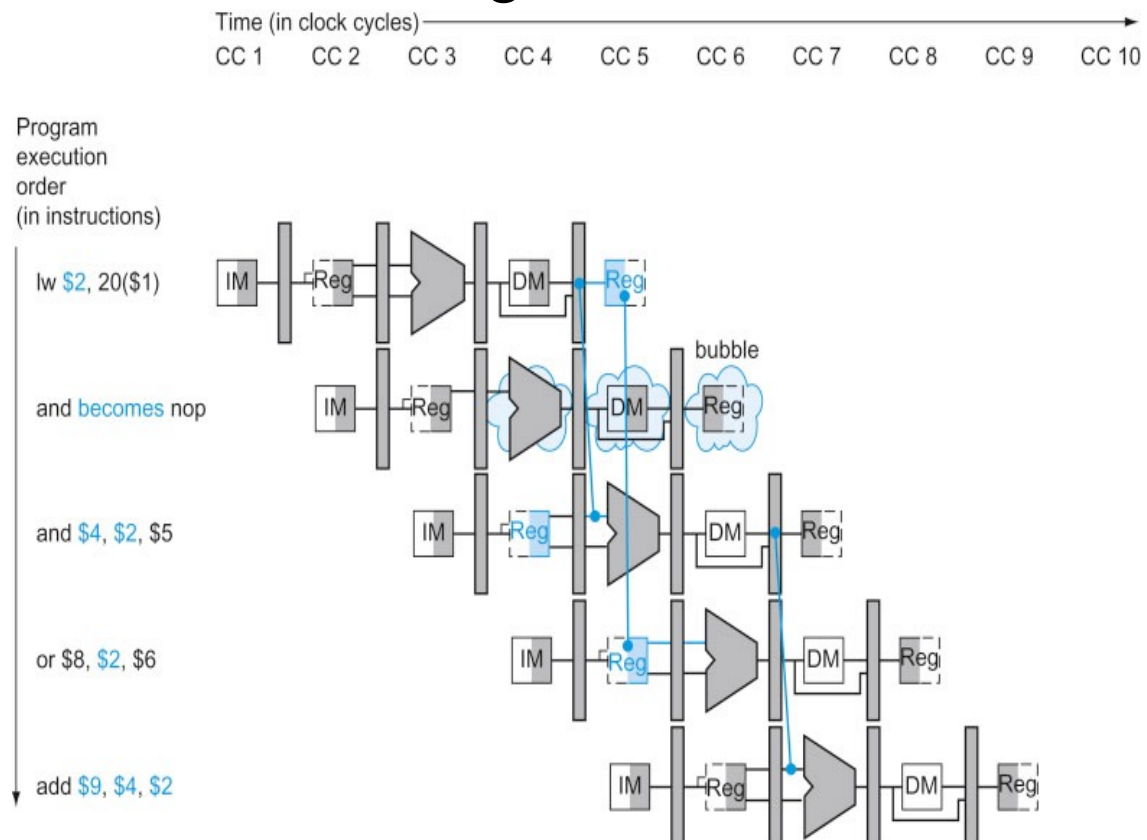 Time (in clock cycles)
CC 1 CC 2 CC 3 CC 4 CC 5 CC 6 CC 7 CC 8 CC 9 CC 10
Program
execution
order
(in instructions)
lw $2, 20($1)
IM Reg DM Reg
bubble
and becomes nop
IM Reg DM Reg
and $4, $2, $5
IM Reg DM Reg
or $8, $2, $6
IM Reg DM Reg
add $9, $4, $2
IM Reg DM Reg